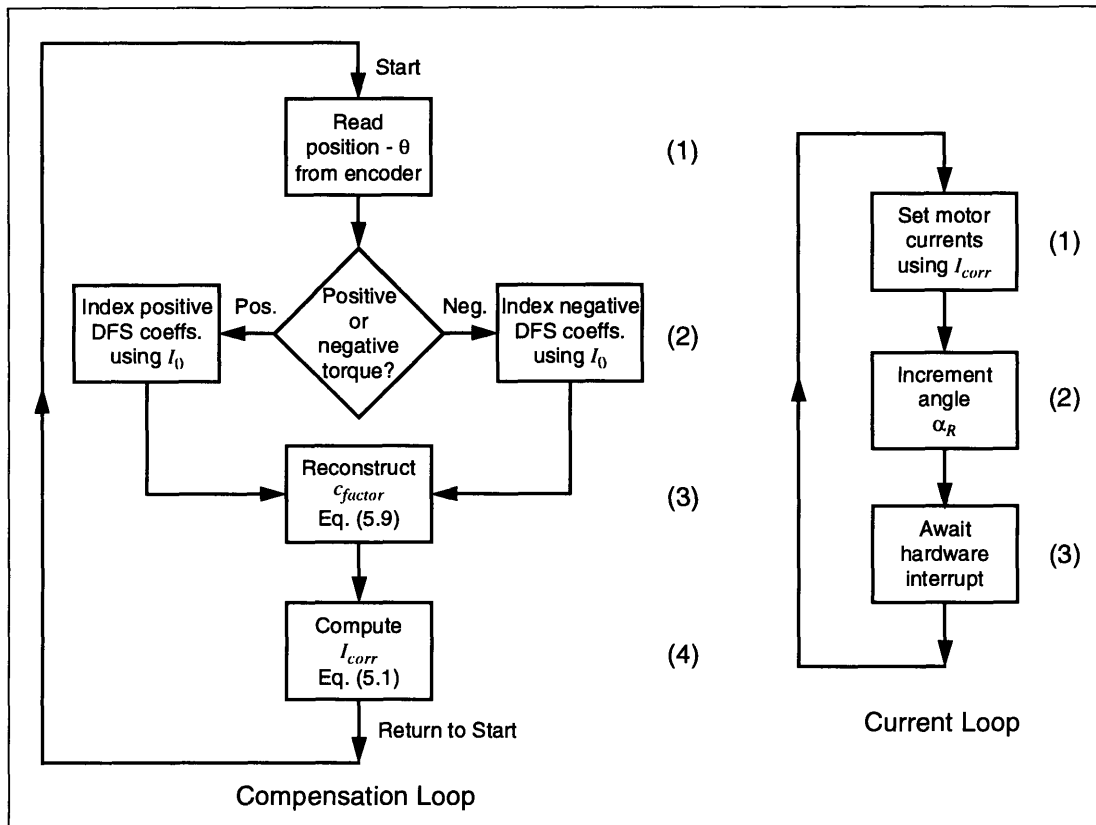 Start
Read
position - θ
from encoder
(1)
Positive
or
negative
torque?
Pos.
Neg.
Index positive
DFS coeffs.
using I₀
Index negative
DFS coeffs.
using I₀
(2)
Reconstruct
c_factor
Eq. (5.9)
(3)
Compute
I_corr
Eq. (5.1)
(4)
Return to Start
Compensation Loop
Set motor
currents
using I_corr
(1)
Increment
angle
α_R
(2)
Await
hardware
interrupt
(3)
Current Loop